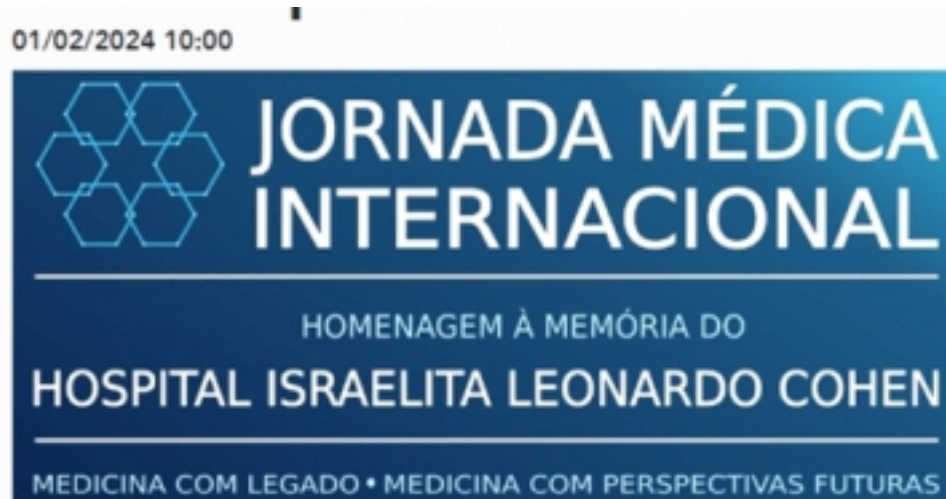 01/02/2024 10:00
JORNADA MÉDICA
INTERNACIONAL
HOMENAGEM À MEMÓRIA DO
HOSPITAL ISRAELITA LEONARDO COHEN
MEDICINA COM LEGADO • MEDICINA COM PERSPECTIVAS FUTURAS